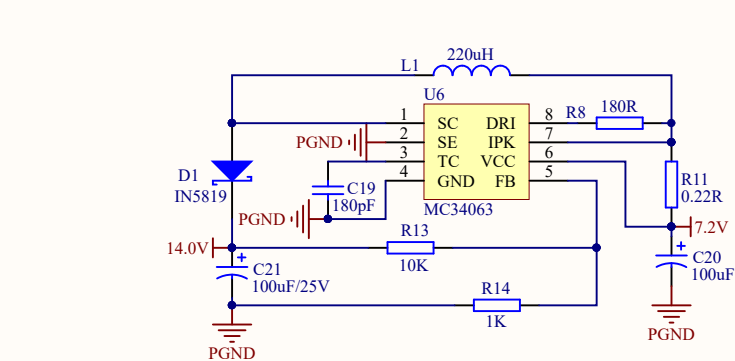 L1 220uH
U6
1 SC DRI 8 R8 180R
PGND 2 SE IPK 7
3 TC VCC 6
4 GND FB 5
D1
IN5819
C19
180pF
MC34063
R11
0.22R
PGND
7.2V
14.0V
R13
10K
C21
100uF/25V
C20
100uF
R14
1K
PGND
PGND